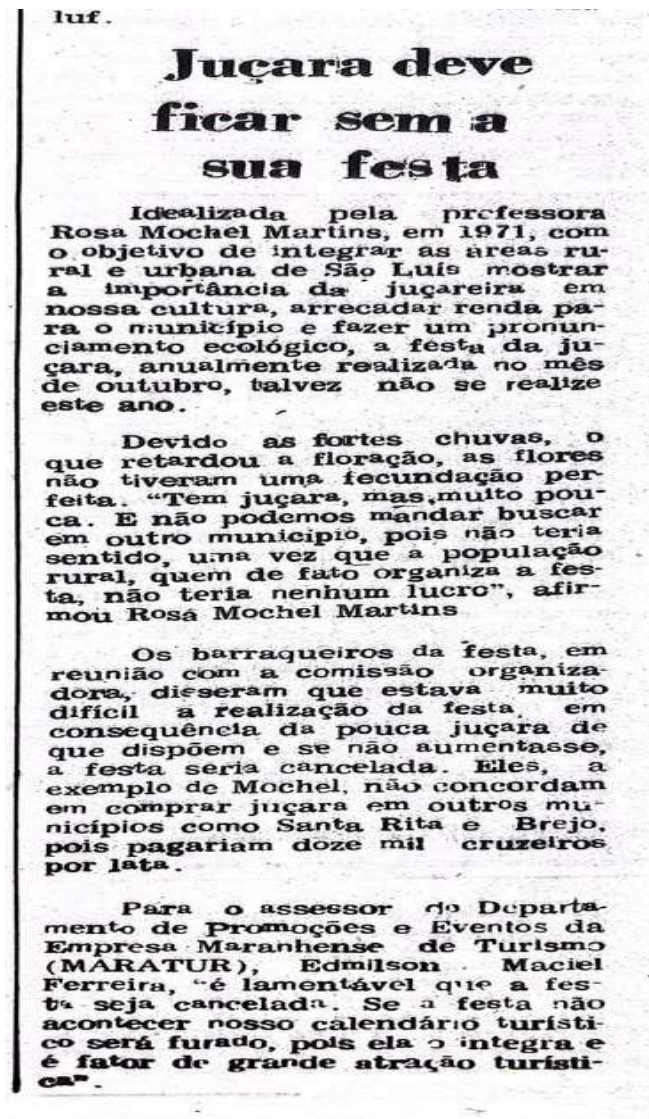 luf.
Juçara deve
ficar sem a
sua festa
Idealizada pela professora
Rosa Mochel Martins, em 1971, com
o objetivo de integrar as áreas ru-
ral e urbana de São Luís mostrar
a importância da juçareira em
nossa cultura, arrecadar renda pa-
ra o município e fazer um pronun-
ciamento ecológico, a festa da ju-
çara, anualmente realizada no mês
de outubro, talvez não se realize
este ano.
Devido as fortes chuvas, o
que retardou a floração, as flores
não tiveram uma fecundação per-
feita. "Tem juçara, mas muito pou-
ca. E não podemos mandar buscar
em outro município, pois não teria
sentido, uma vez que a população
rural, quem de fato organiza a fes-
ta, não teria nenhum lucro", afir-
mou Rosa Mochel Martins
Os barraqueiros da festa, em
reunião com a comissão organiza-
dora, disseram que estava muito
difícil a realização da festa em
consequência da pouca juçara de
que dispõem e se não aumentasse,
a festa seria cancelada. Eles, a
exemplo de Mochel, não concordam
em comprar juçara em outros mu-
nicípios como Santa Rita e Brejo,
pois pagariam doze mil cruzeiros
por lata.
Para o assessor do Departa-
mento de Promoções e Eventos da
Empresa Maranhense de Turismo
(MARATUR), Edmilson Maciel
Ferreira, "é lamentável que a fes-
ta seja cancelada. Se a festa não
acontecer nosso calendário turísti-
co será furado, pois ela o integra e
é fator de grande atração turísti-
ca".